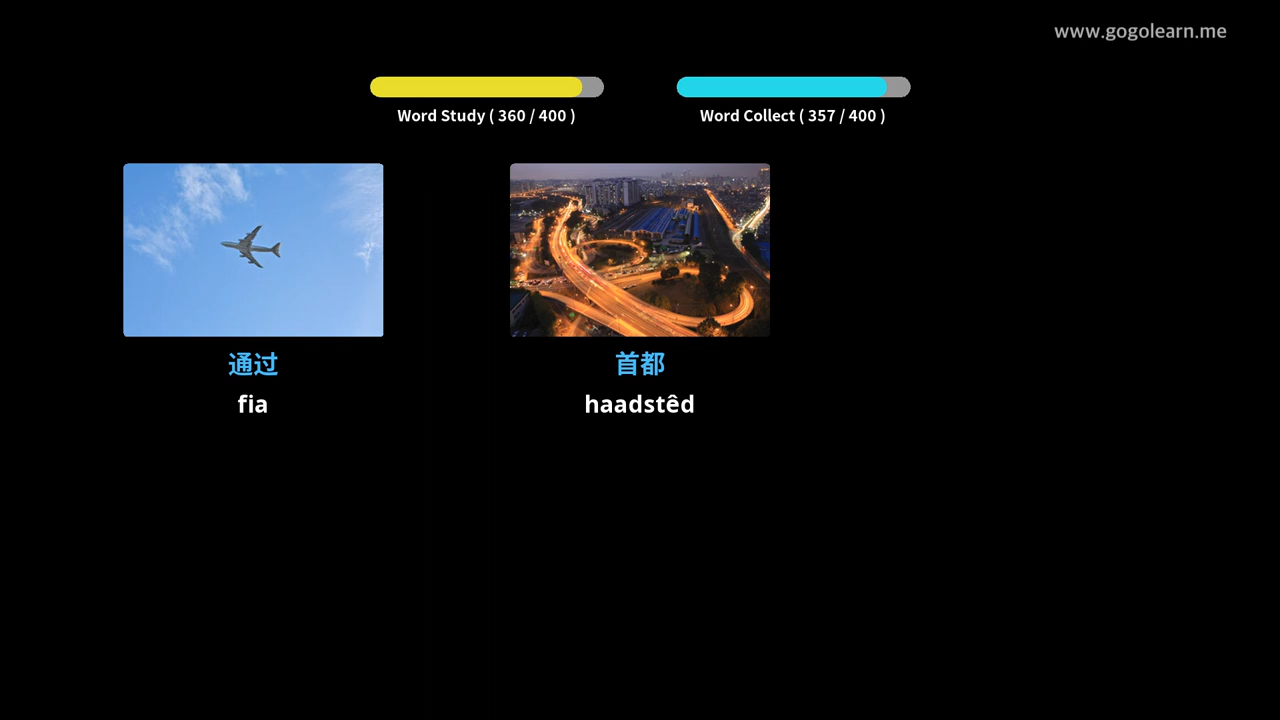 www.gogolearn.me
Word Study ( 360 / 400 )
Word Collect ( 357 / 400 )
通过
fia
首都
haadstêd